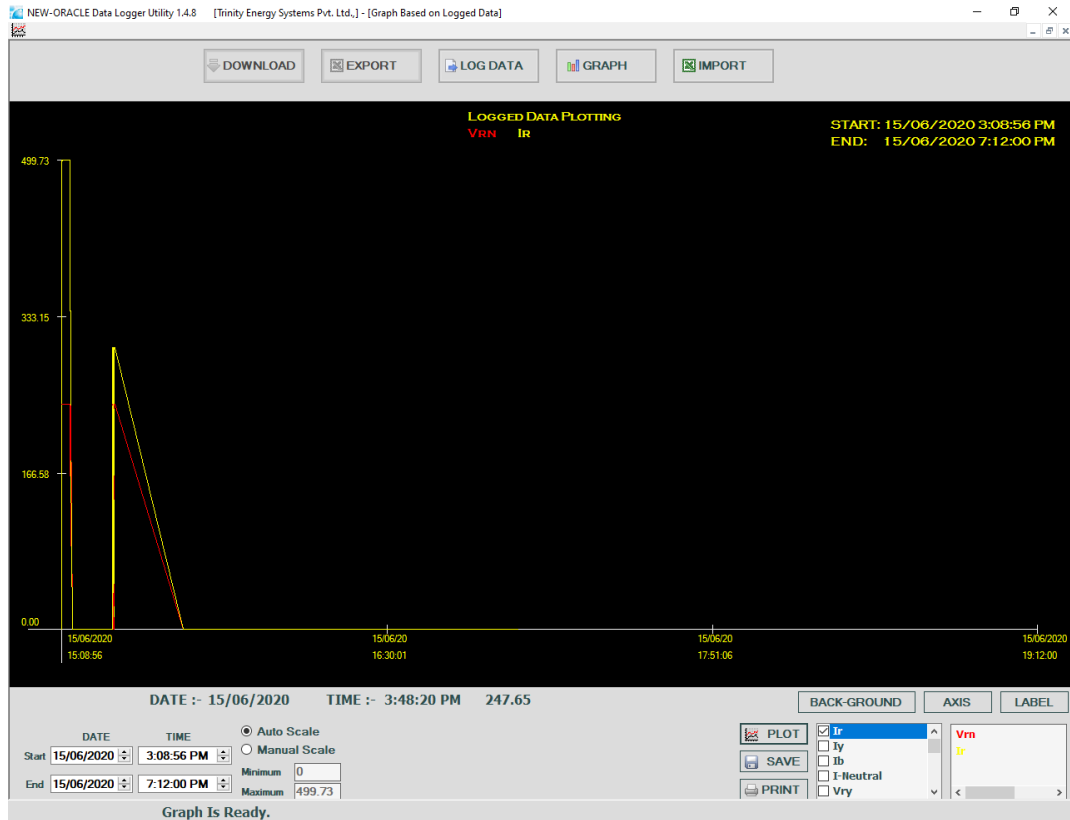 NEW-ORACLE Data Logger Utility 1.4.8 [Trinity Energy Systems Pvt. Ltd.,] - [Graph Based on Logged Data]
DOWNLOAD EXPORT LOG DATA GRAPH IMPORT
LOGGED DATA PLOTTING
VRN IR
START: 15/06/2020 3:08:56 PM
END: 15/06/2020 7:12:00 PM
499.73
333.15
166.58
0.00
15/06/2020 15/06/20 15/06/20 15/06/2020
15:08:56 16:30:01 17:51:06 19:12:00
DATE :- 15/06/2020 TIME :- 3:48:20 PM 247.65
BACK-GROUND AXIS LABEL
DATE TIME
Start 15/06/2020 3:08:56 PM
End 15/06/2020 7:12:00 PM
Auto Scale
Manual Scale
Minimum 0
Maximum 499.73
PLOT
SAVE
PRINT
Ir
Iy
Ib
I-Neutral
Vry
Vrn
Ir
Graph Is Ready.